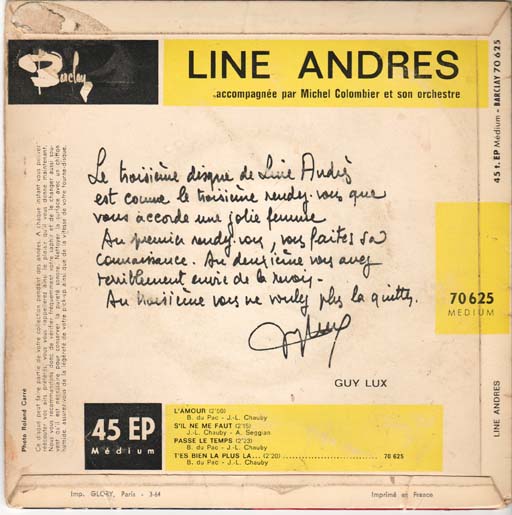 Barclay
LINE ANDRES
accompagnée par Michel Colombier et son orchestre
45 t. EP Médium - BARCLAY 70 625
Le troisième disque de Line Andrès
est comme le troisième rendez-vous que
vous accorde une jolie femme
Au premier rendez-vous, vous faites sa
connaissance. Au deuxième vous avez
terriblement envie de la revoir.
Au troisième vous ne voulez plus la quitter.
GUY LUX
70 625
MEDIUM
LINE ANDRES
45 EP
Médium
L'AMOUR (2'00)
B. du Pac - J.-L. Chauby
S'IL NE ME FAUT (2'15)
J.-L. Chauby - A. Seggian
PASSE LE TEMPS (2'23)
B. du Pac - J.-L. Chauby
T'ES BIEN LA PLUS LA... (2'20) 70 625
B. du Pac - J.-L. Chauby
Photo Roland Carré
Imp. GLORY, Paris - 3-64
Imprimé en France